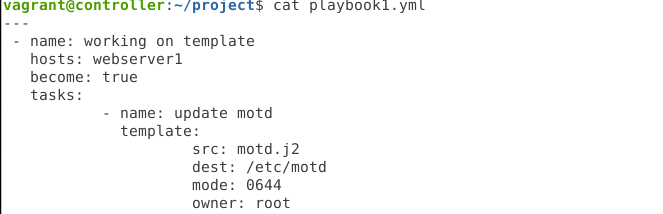 vagrant@controller:~/project$ cat playbook1.yml
---
 - name: working on template
   hosts: webserver1
   become: true
   tasks:
           - name: update motd
             template:
                     src: motd.j2
                     dest: /etc/motd
                     mode: 0644
                     owner: root